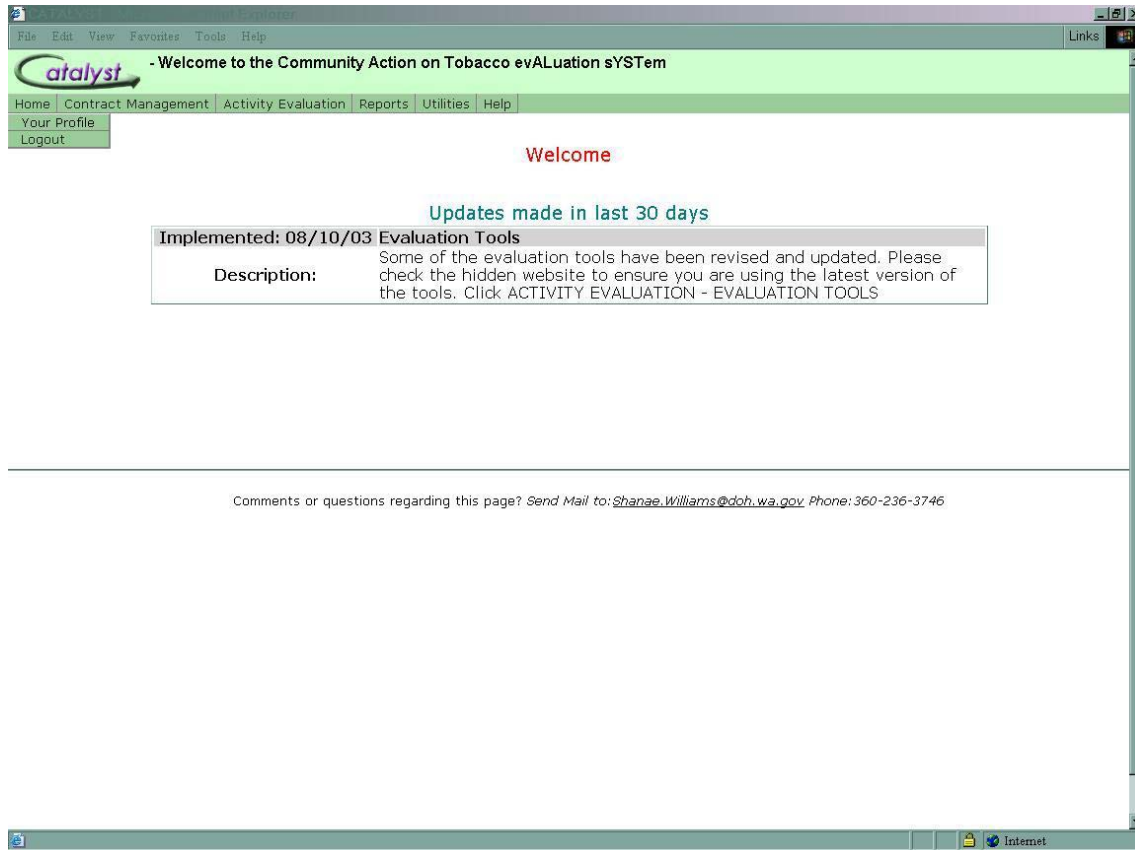 CATALYST
File Edit View Favorites Tools Help Links
Catalyst - Welcome to the Community Action on Tobacco evALuation sYSTem
Home Contract Management Activity Evaluation Reports Utilities Help
Your Profile
Logout
Welcome
Updates made in last 30 days
Implemented: 08/10/03 Evaluation Tools
Description:
Some of the evaluation tools have been revised and updated. Please
check the hidden website to ensure you are using the latest version of
the tools. Click ACTIVITY EVALUATION - EVALUATION TOOLS
Comments or questions regarding this page? Send Mail to:Shanae.Williams@doh.wa.gov Phone:360-236-3746
Internet